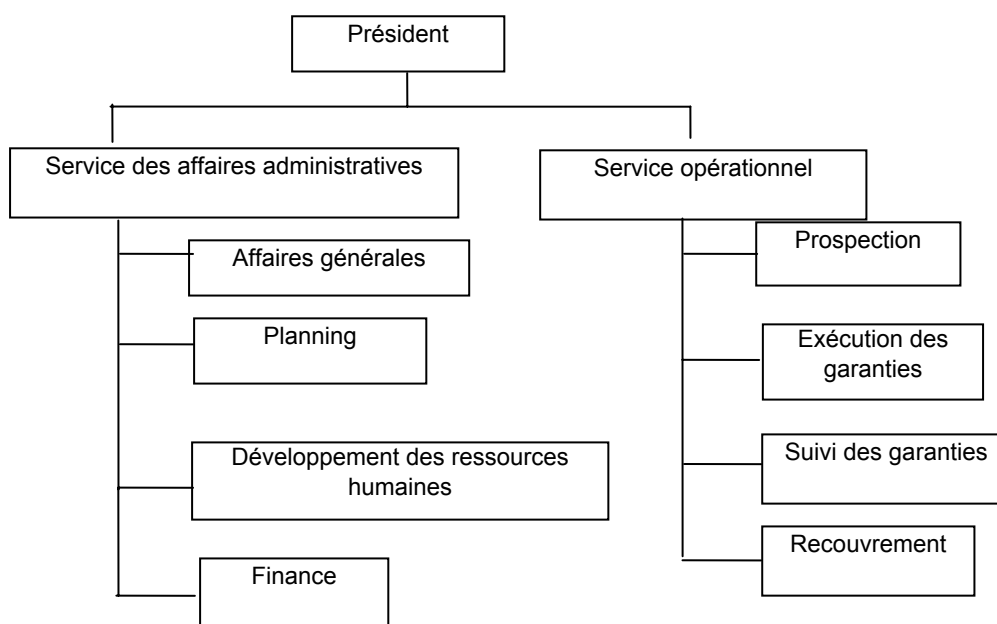 Président
Service des affaires administratives
Service opérationnel
Affaires générales
Planning
Développement des ressources
humaines
Finance
Prospection
Exécution des
garanties
Suivi des garanties
Recouvrement